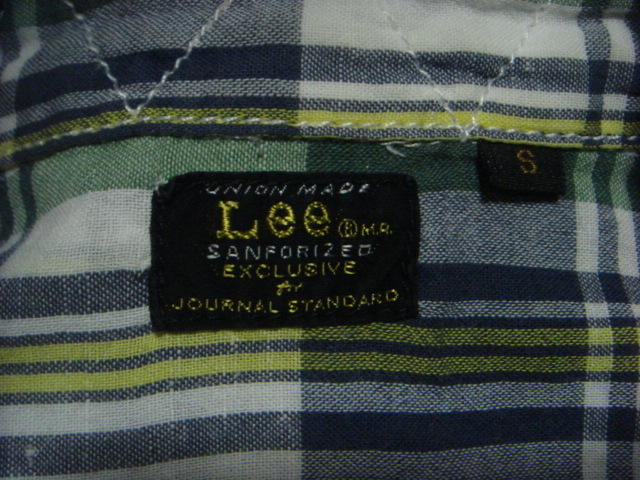 UNION MADE
Lee ® M.R.
SANFORIZED
EXCLUSIVE
for
JOURNAL STANDARD
S